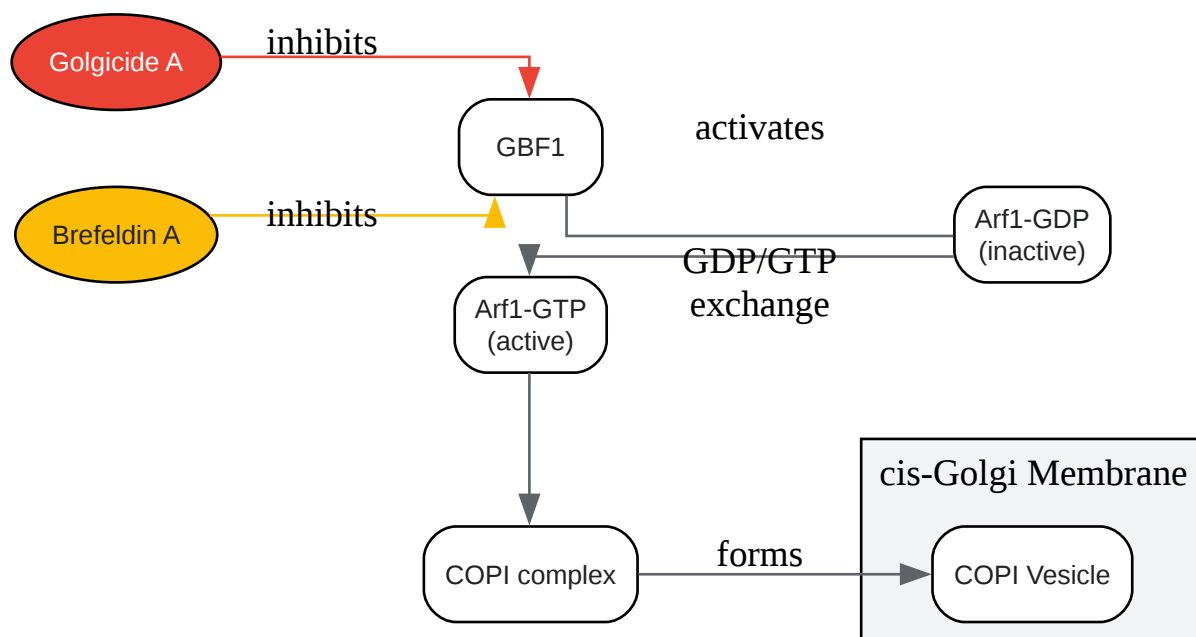 Golgicide A
inhibits
GBF1
activates
Brefeldin A
inhibits
Arf1-GDP
(inactive)
GDP/GTP
exchange
Arf1-GTP
(active)
cis-Golgi Membrane
COPI complex
forms
COPI Vesicle